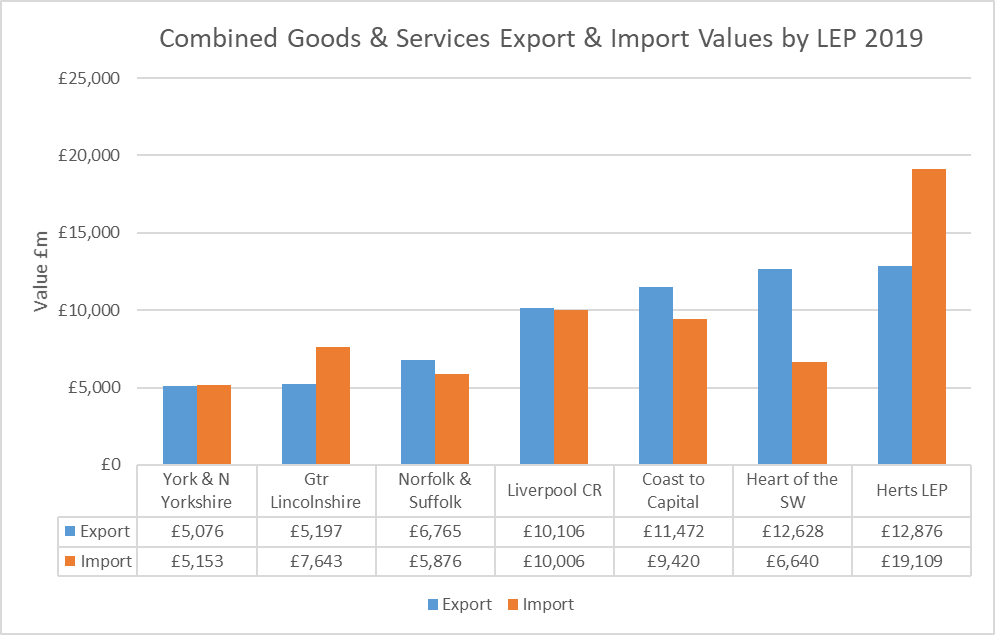 Combined Goods & Services Export & Import Values by LEP 2019
Value £m
£25,000
£20,000
£15,000
£10,000
£5,000
£0
York & N Yorkshire
Gtr Lincolnshire
Norfolk & Suffolk
Liverpool CR
Coast to Capital
Heart of the SW
Herts LEP
Export £5,076 £5,197 £6,765 £10,106 £11,472 £12,628 £12,876
Import £5,153 £7,643 £5,876 £10,006 £9,420 £6,640 £19,109
Export Import